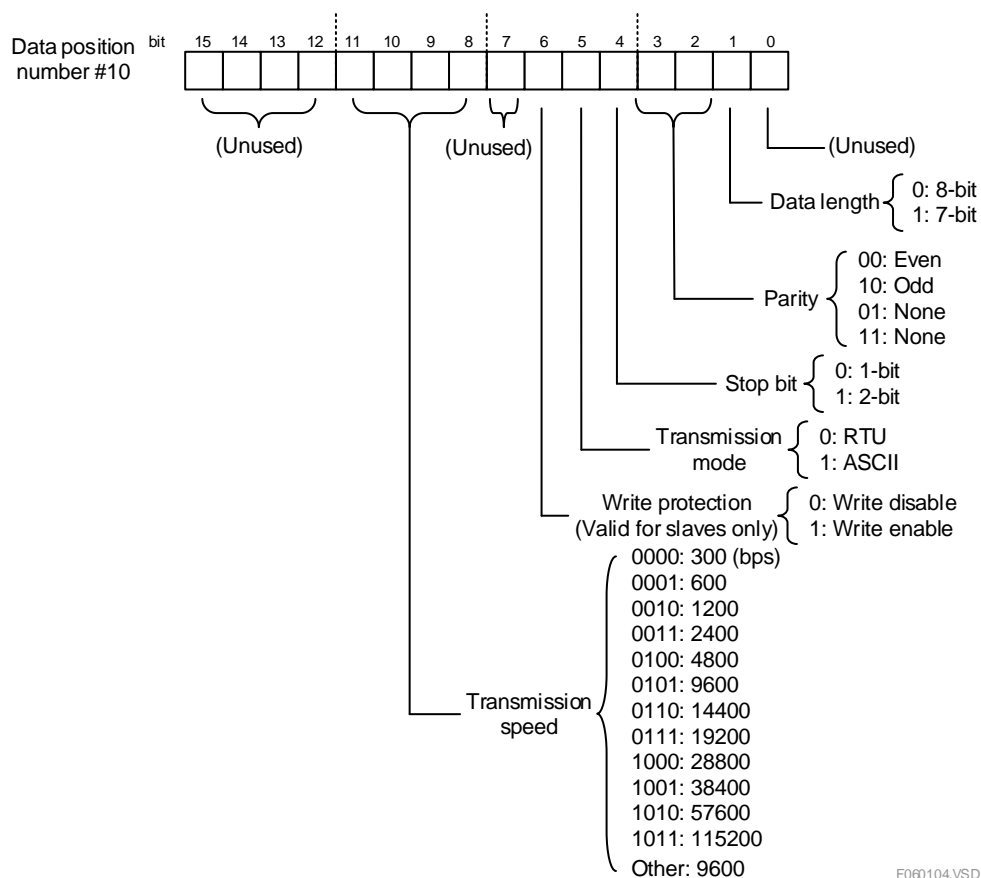 Data position number #10
bit 15 14 13 12 11 10 9 8 7 6 5 4 3 2 1 0
(Unused)
(Unused)
(Unused)
Data length
0: 8-bit
1: 7-bit
Parity
00: Even
10: Odd
01: None
11: None
Stop bit
0: 1-bit
1: 2-bit
Transmission mode
0: RTU
1: ASCII
Write protection
(Valid for slaves only)
0: Write disable
1: Write enable
Transmission speed
0000: 300 (bps)
0001: 600
0010: 1200
0011: 2400
0100: 4800
0101: 9600
0110: 14400
0111: 19200
1000: 28800
1001: 38400
1010: 57600
1011: 115200
Other: 9600
F060104.VSD